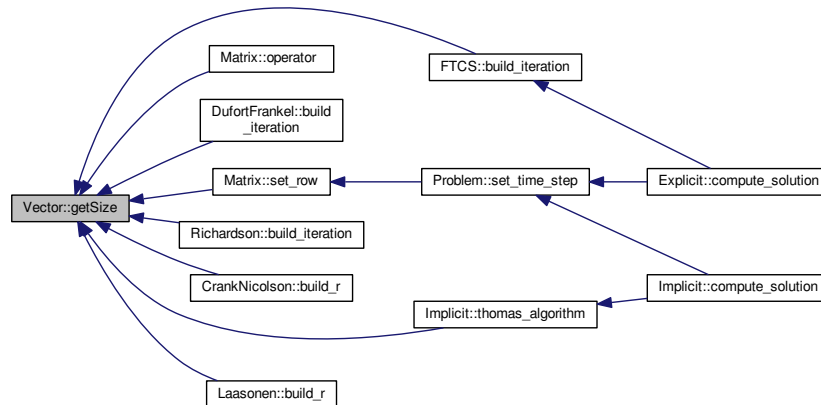 Matrix::operator
FTCS::build_iteration
DufortFrankel::build
_iteration
Vector::getSize
Matrix::set_row
Problem::set_time_step
Explicit::compute_solution
Richardson::build_iteration
CrankNicolson::build_r
Implicit::compute_solution
Implicit::thomas_algorithm
Laasonen::build_r